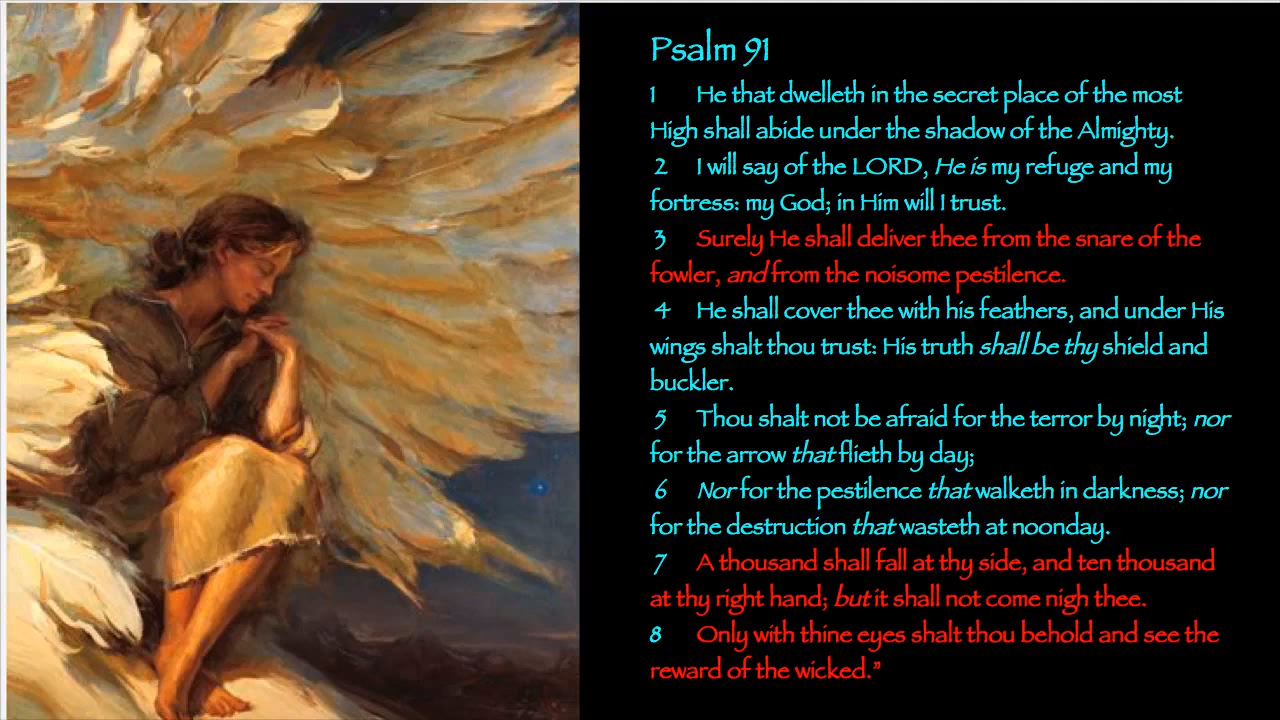 Psalm 91
1 He that dwelleth in the secret place of the most
High shall abide under the shadow of the Almighty.
2 I will say of the LORD, He is my refuge and my
fortress: my God; in Him will I trust.
3 Surely He shall deliver thee from the snare of the
fowler, and from the noisome pestilence.
4 He shall cover thee with his feathers, and under His
wings shalt thou trust: His truth shall be thy shield and
buckler.
5 Thou shalt not be afraid for the terror by night; nor
for the arrow that flieth by day;
6 Nor for the pestilence that walketh in darkness; nor
for the destruction that wasteth at noonday.
7 A thousand shall fall at thy side, and ten thousand
at thy right hand; but it shall not come nigh thee.
8 Only with thine eyes shalt thou behold and see the
reward of the wicked.”